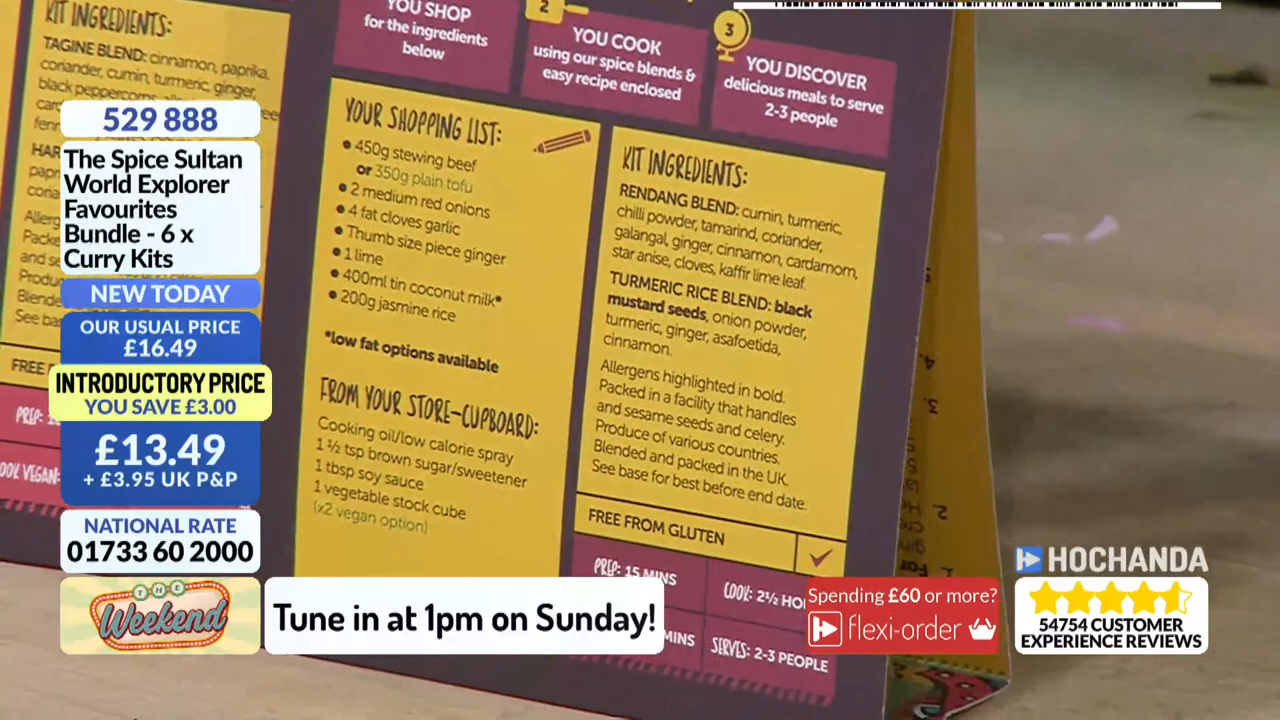 529 888
The Spice Sultan
World Explorer
Favourites
Bundle - 6 x
Curry Kits
NEW TODAY
OUR USUAL PRICE
£16.49
INTRODUCTORY PRICE
YOU SAVE £3.00
£13.49
+ £3.95 UK P&P
NATIONAL RATE
01733 60 2000
THE
Weekend
Tune in at 1pm on Sunday!
Spending £60 or more?
flexi-order
HOCHANDA
54754 CUSTOMER
EXPERIENCE REVIEWS
KIT INGREDIENTS:
TAGINE BLEND: cinnamon, paprika,
coriander, cumin, turmeric, ginger,
black peppercorns,
YOU SHOP
for the ingredients
below
2
YOU COOK
using our spice blends &
easy recipe enclosed
3
YOU DISCOVER
delicious meals to serve
2-3 people
YOUR SHOPPING LIST:
450g stewing beef
or 350g plain tofu
2 medium red onions
4 fat cloves garlic
Thumb size piece ginger
1 lime
400ml tin coconut milk*
200g jasmine rice
*low fat options available
FROM YOUR STORE-CUPBOARD:
Cooking oil/low calorie spray
1 ½ tsp brown sugar/sweetener
1 tbsp soy sauce
1 vegetable stock cube
(x2 vegan option)
KIT INGREDIENTS:
RENDANG BLEND: cumin, turmeric,
chilli powder, tamarind, coriander,
galangal, ginger, cinnamon, cardamom,
star anise, cloves, kaffir lime leaf.
TURMERIC RICE BLEND: black
mustard seeds, onion powder,
turmeric, ginger, asafoetida,
cinnamon.
Allergens highlighted in bold.
Packed in a facility that handles
and sesame seeds and celery.
Produce of various countries.
Blended and packed in the UK.
See base for best before end date.
FREE FROM GLUTEN
PREP: 15 MINS
COOK: 2½
MINS
SERVES: 2-3 PEOPLE
FREE
PREP:
VEGAN: